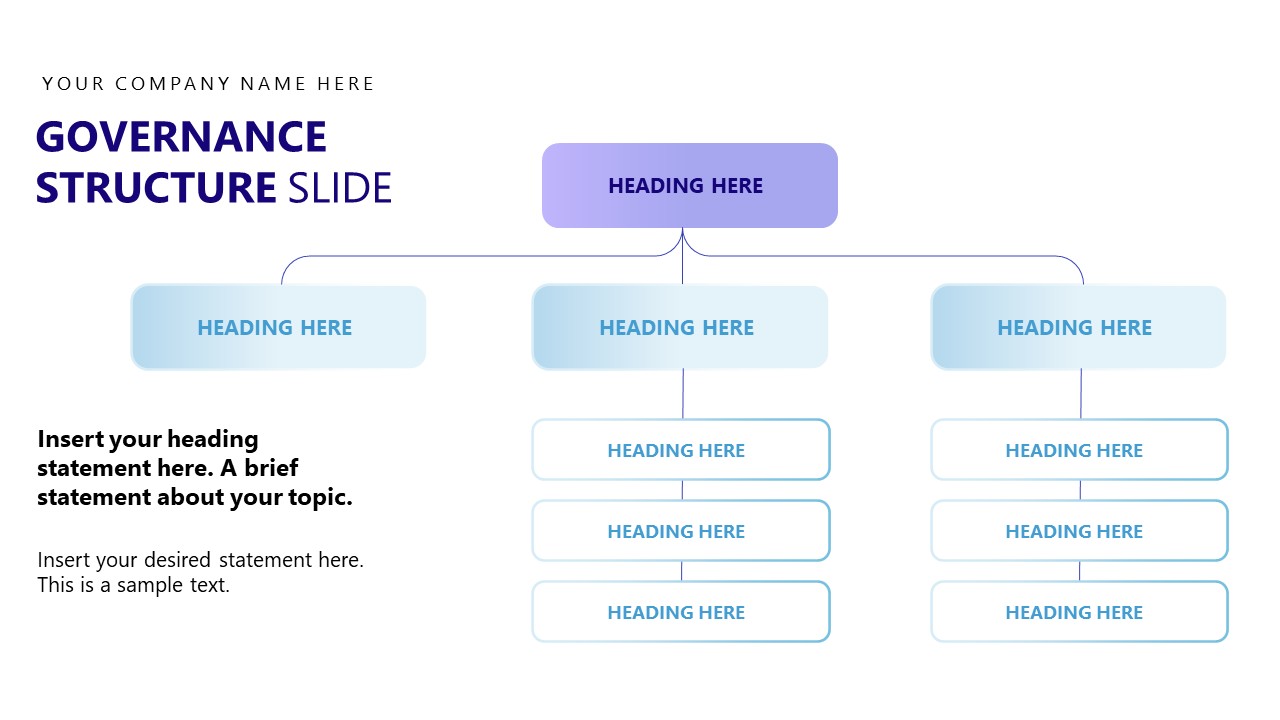 YOUR COMPANY NAME HERE
GOVERNANCE
STRUCTURE SLIDE
HEADING HERE
HEADING HERE
HEADING HERE
HEADING HERE
Insert your heading
statement here. A brief
statement about your topic.
Insert your desired statement here.
This is a sample text.
HEADING HERE
HEADING HERE
HEADING HERE
HEADING HERE
HEADING HERE
HEADING HERE